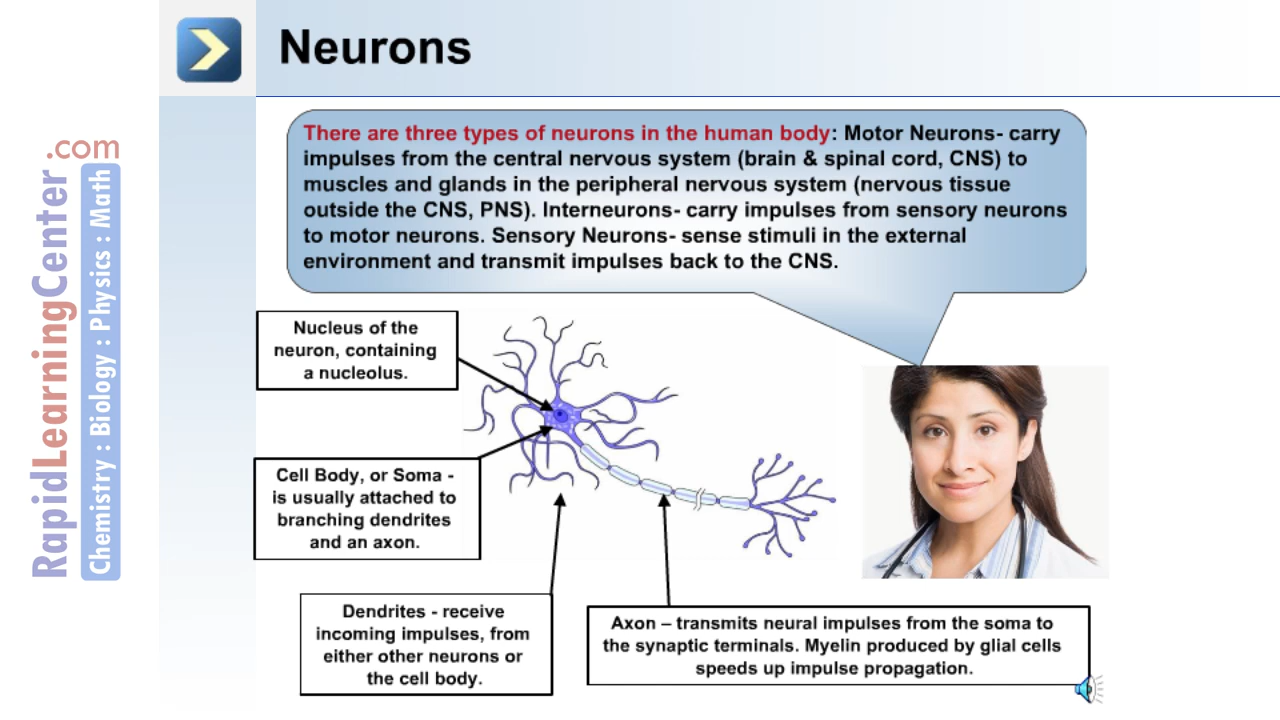 Neurons
There are three types of neurons in the human body: Motor Neurons- carry
impulses from the central nervous system (brain & spinal cord, CNS) to
muscles and glands in the peripheral nervous system (nervous tissue
outside the CNS, PNS). Interneurons- carry impulses from sensory neurons
to motor neurons. Sensory Neurons- sense stimuli in the external
environment and transmit impulses back to the CNS.
Nucleus of the
neuron, containing
a nucleolus.
Cell Body, or Soma -
is usually attached to
branching dendrites
and an axon.
Dendrites - receive
incoming impulses, from
either other neurons or
the cell body.
Axon – transmits neural impulses from the soma to
the synaptic terminals. Myelin produced by glial cells
speeds up impulse propagation.
RapidLearningCenter.com
Chemistry : Biology : Physics : Math